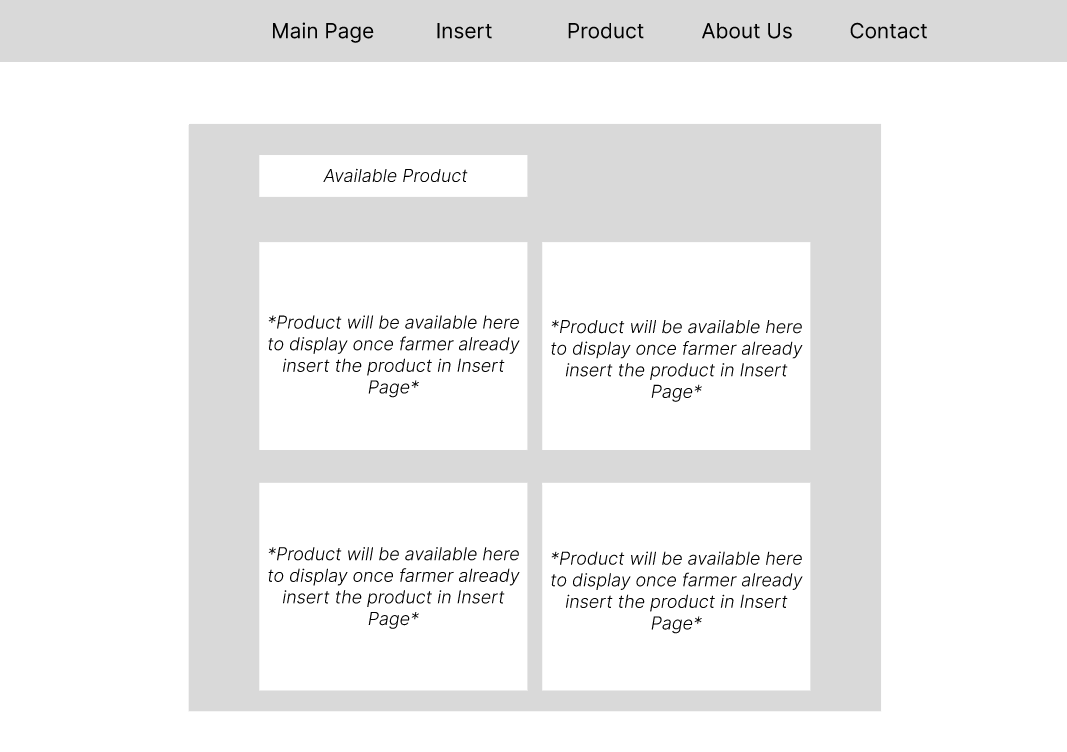 Main Page Insert Product About Us Contact
Available Product
*Product will be available here
to display once farmer already
insert the product in Insert
Page*
*Product will be available here
to display once farmer already
insert the product in Insert
Page*
*Product will be available here
to display once farmer already
insert the product in Insert
Page*
*Product will be available here
to display once farmer already
insert the product in Insert
Page*